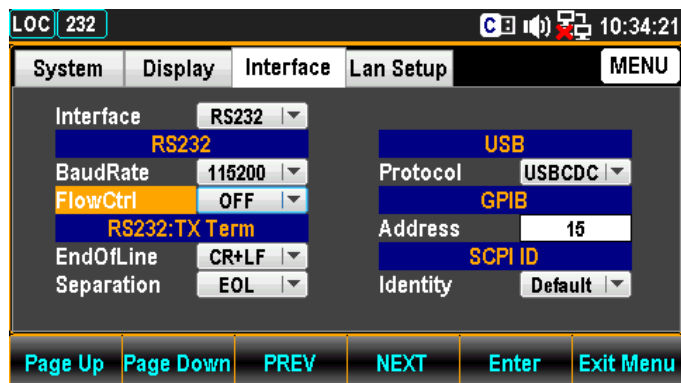 LOC 232 C 10:34:21
System Display Interface Lan Setup MENU
Interface RS232
RS232 USB
BaudRate 115200 Protocol USBCDC
FlowCtrl OFF GPIB
RS232:TX Term Address 15
EndOfLine CR+LF SCPI ID
Separation EOL Identity Default
Page Up Page Down PREV NEXT Enter Exit Menu